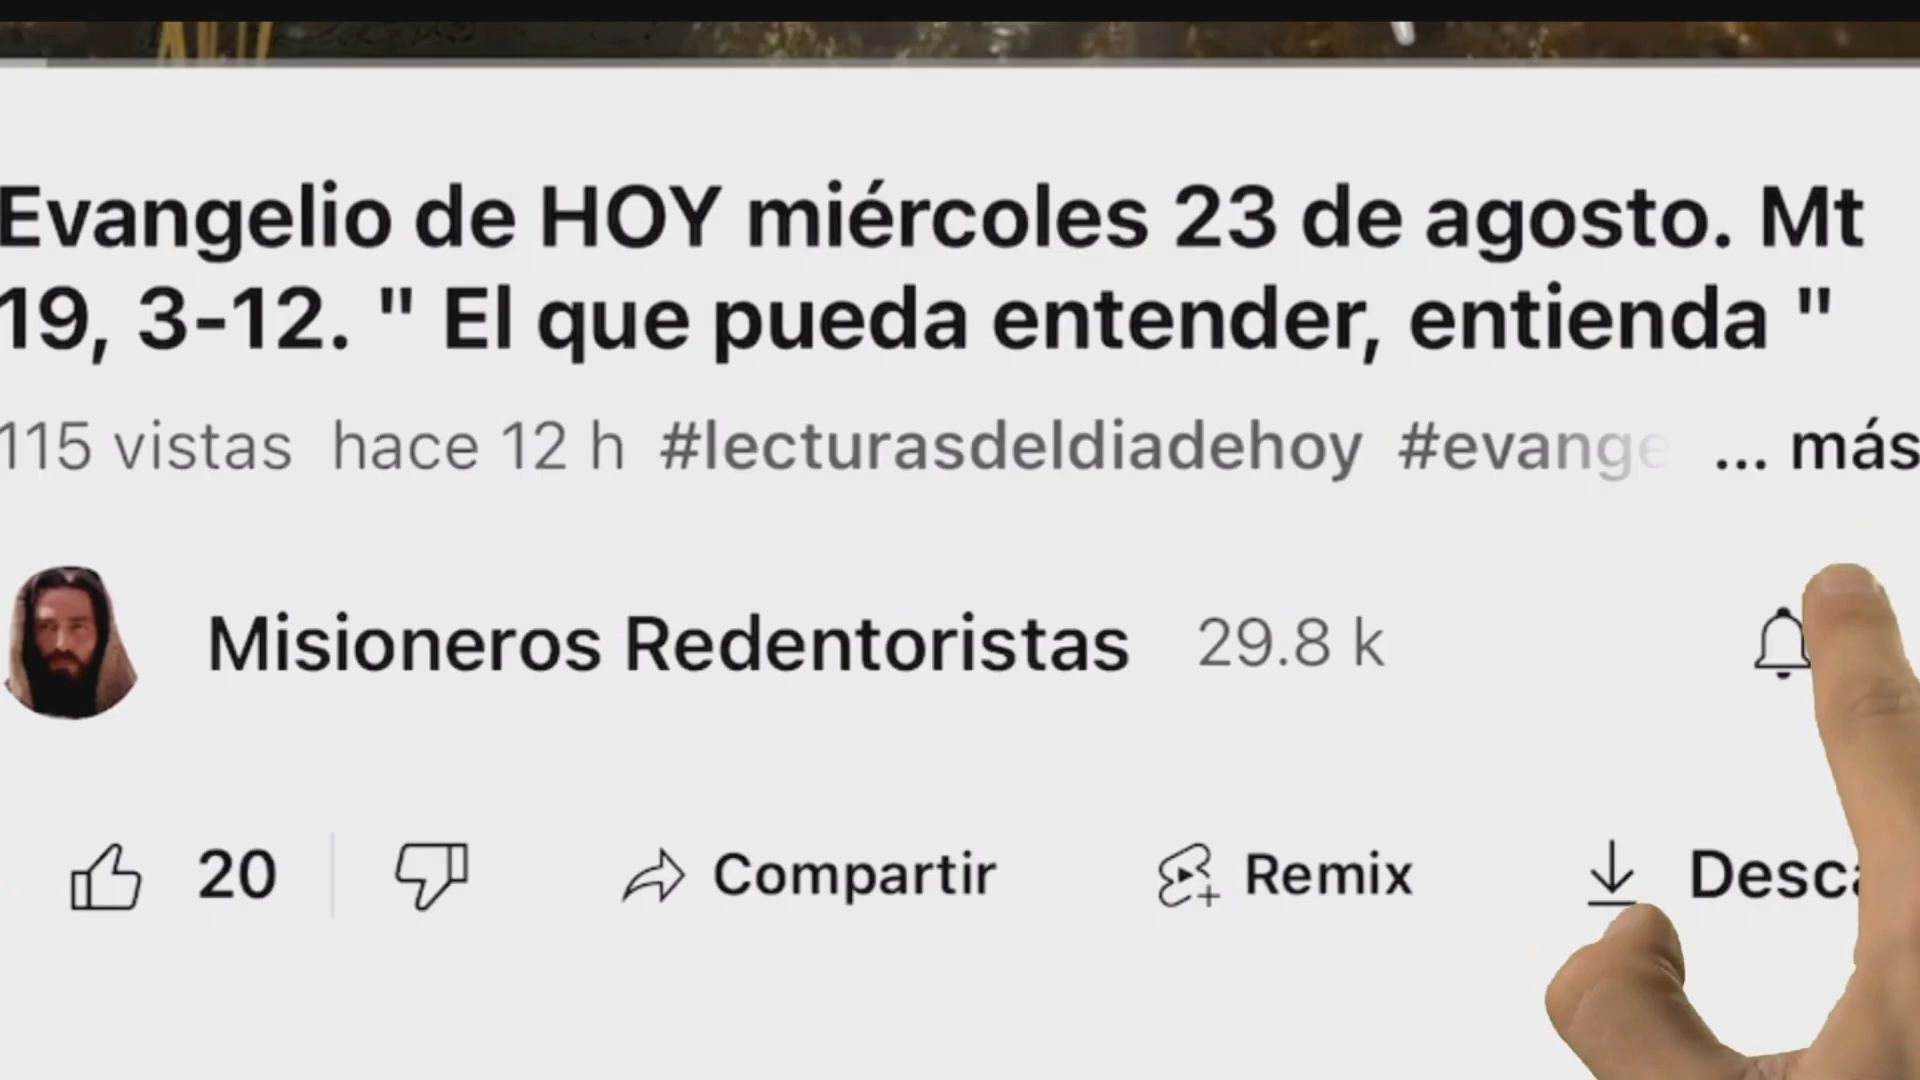 Evangelio de HOY miércoles 23 de agosto. Mt
19, 3-12. " El que pueda entender, entienda "
115 vistas hace 12 h #lecturasdeldiadehoy ... más
Misioneros Redentoristas 29.8 k
20 Compartir Remix